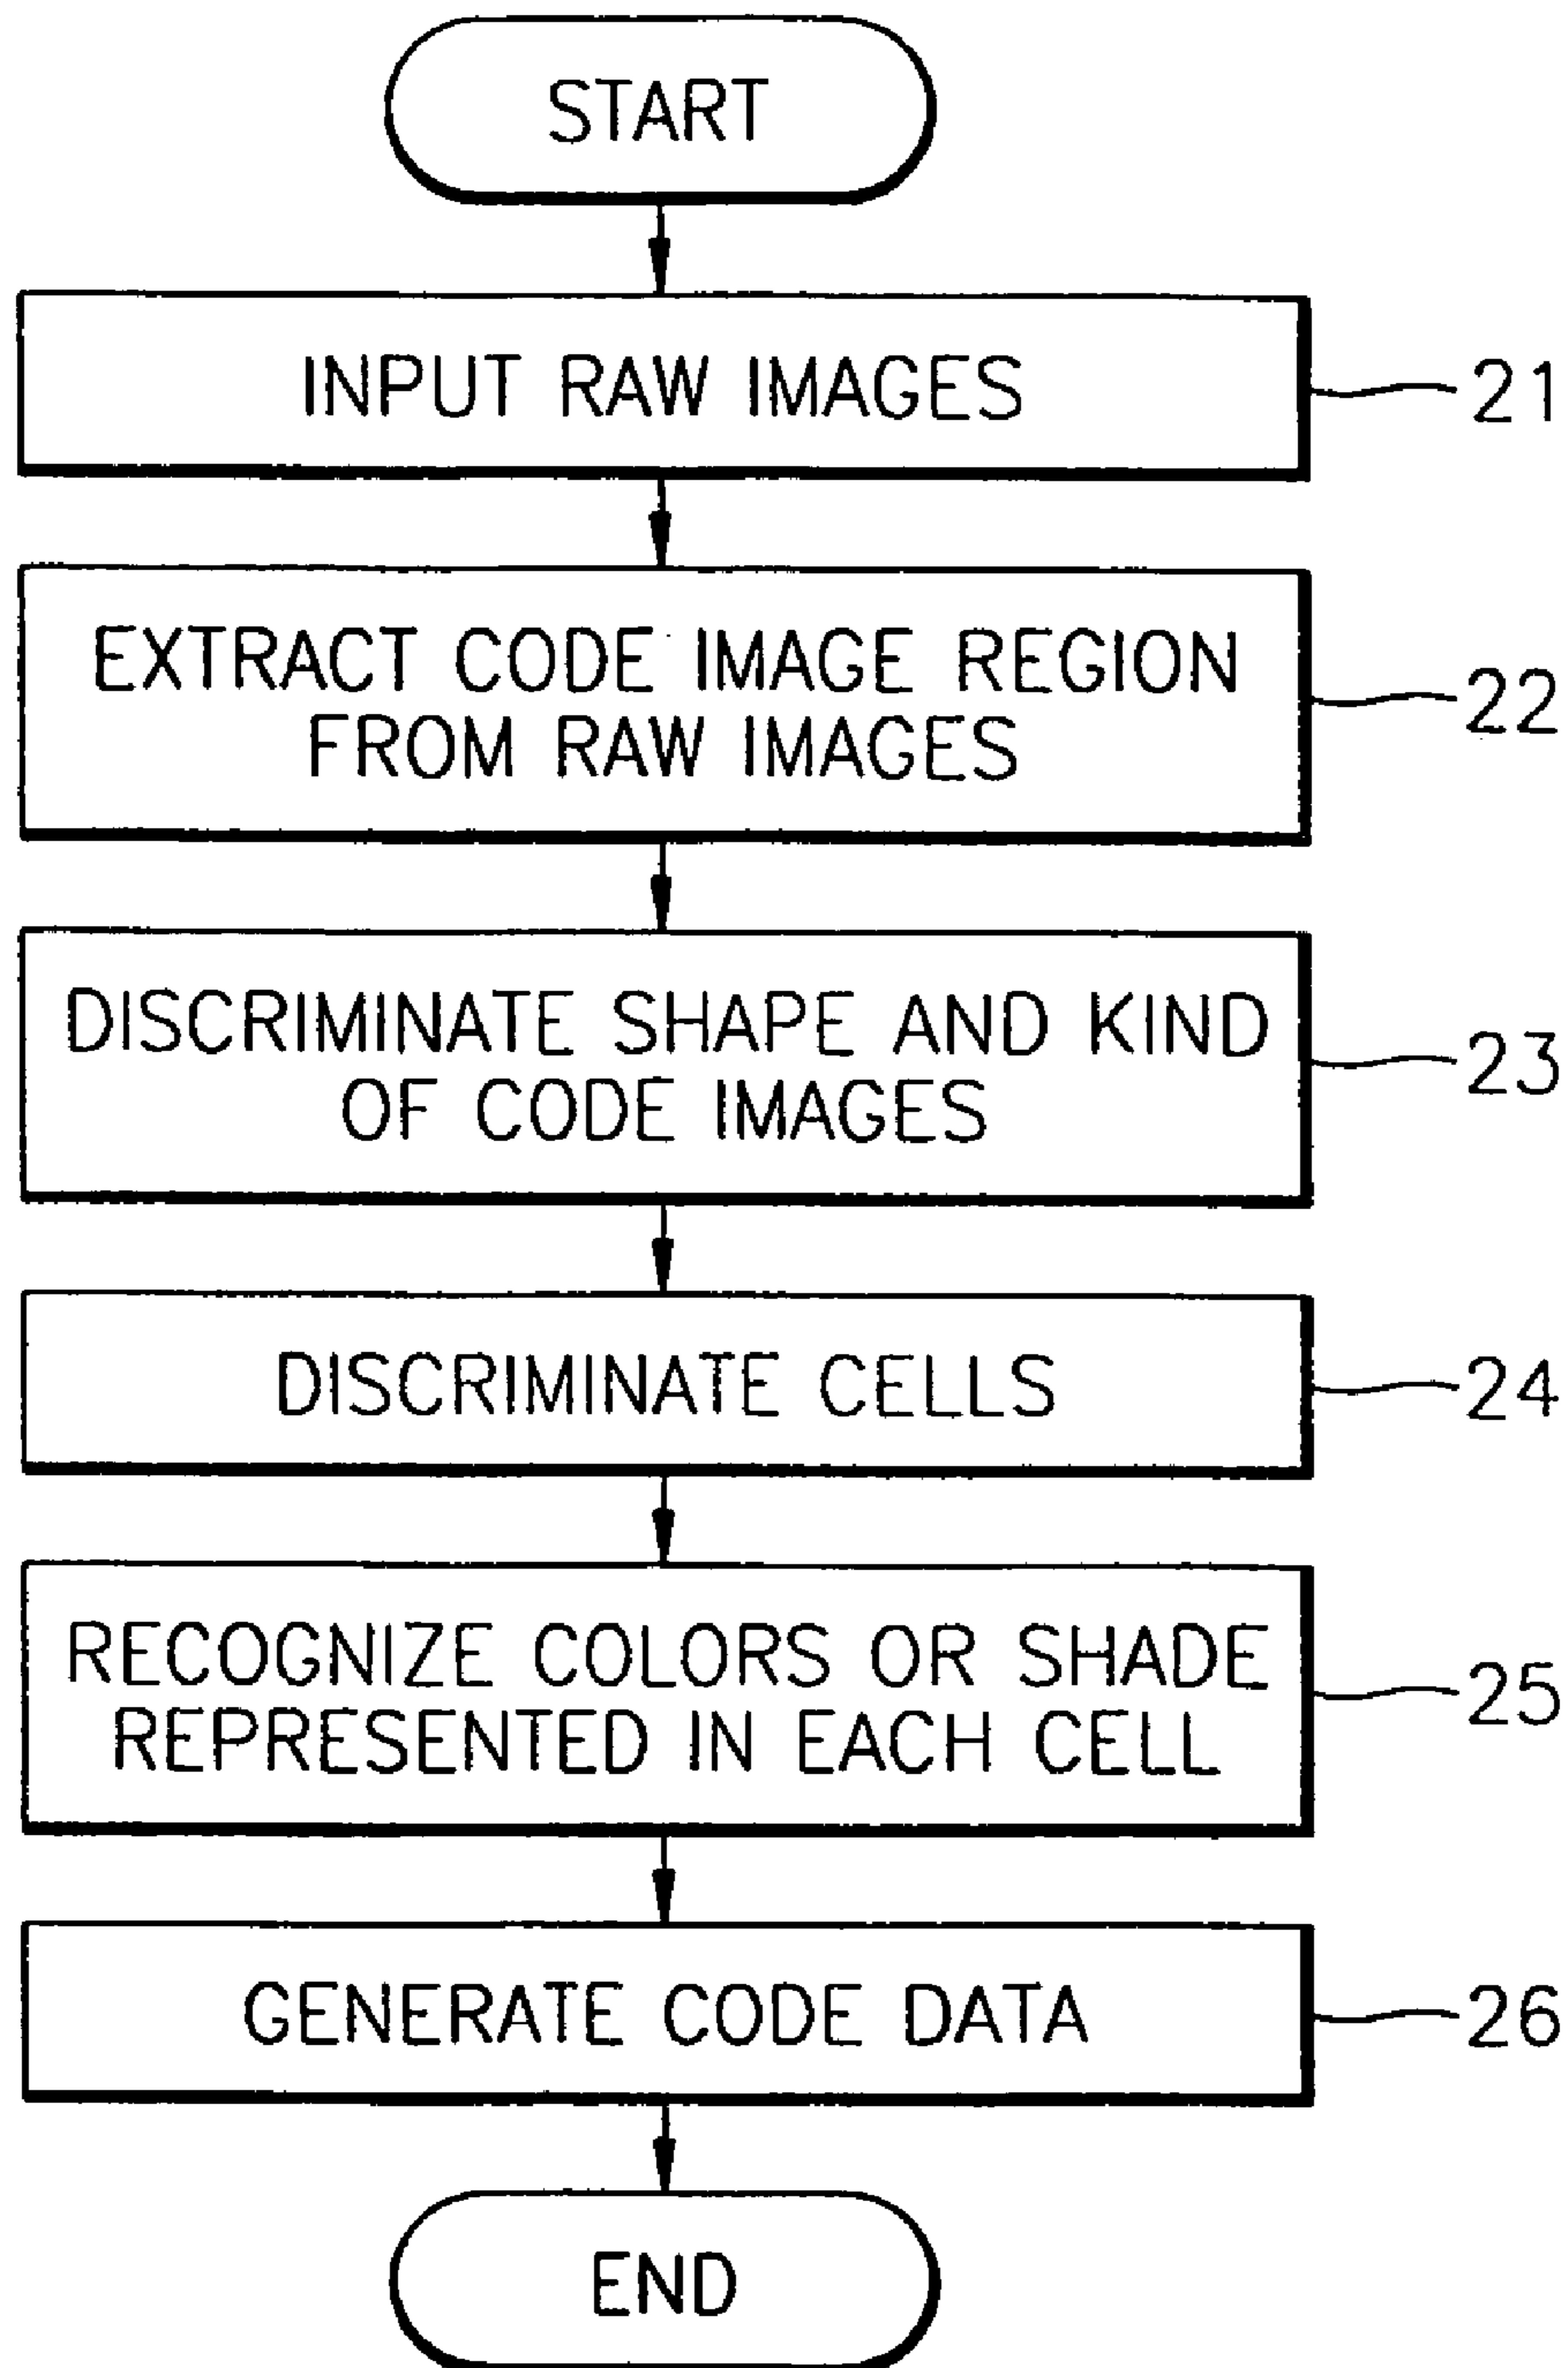 START
INPUT RAW IMAGES
21
EXTRACT CODE IMAGE REGION
FROM RAW IMAGES
22
DISCRIMINATE SHAPE AND KIND
OF CODE IMAGES
23
DISCRIMINATE CELLS
24
RECOGNIZE COLORS OR SHADE
REPRESENTED IN EACH CELL
25
GENERATE CODE DATA
26
END